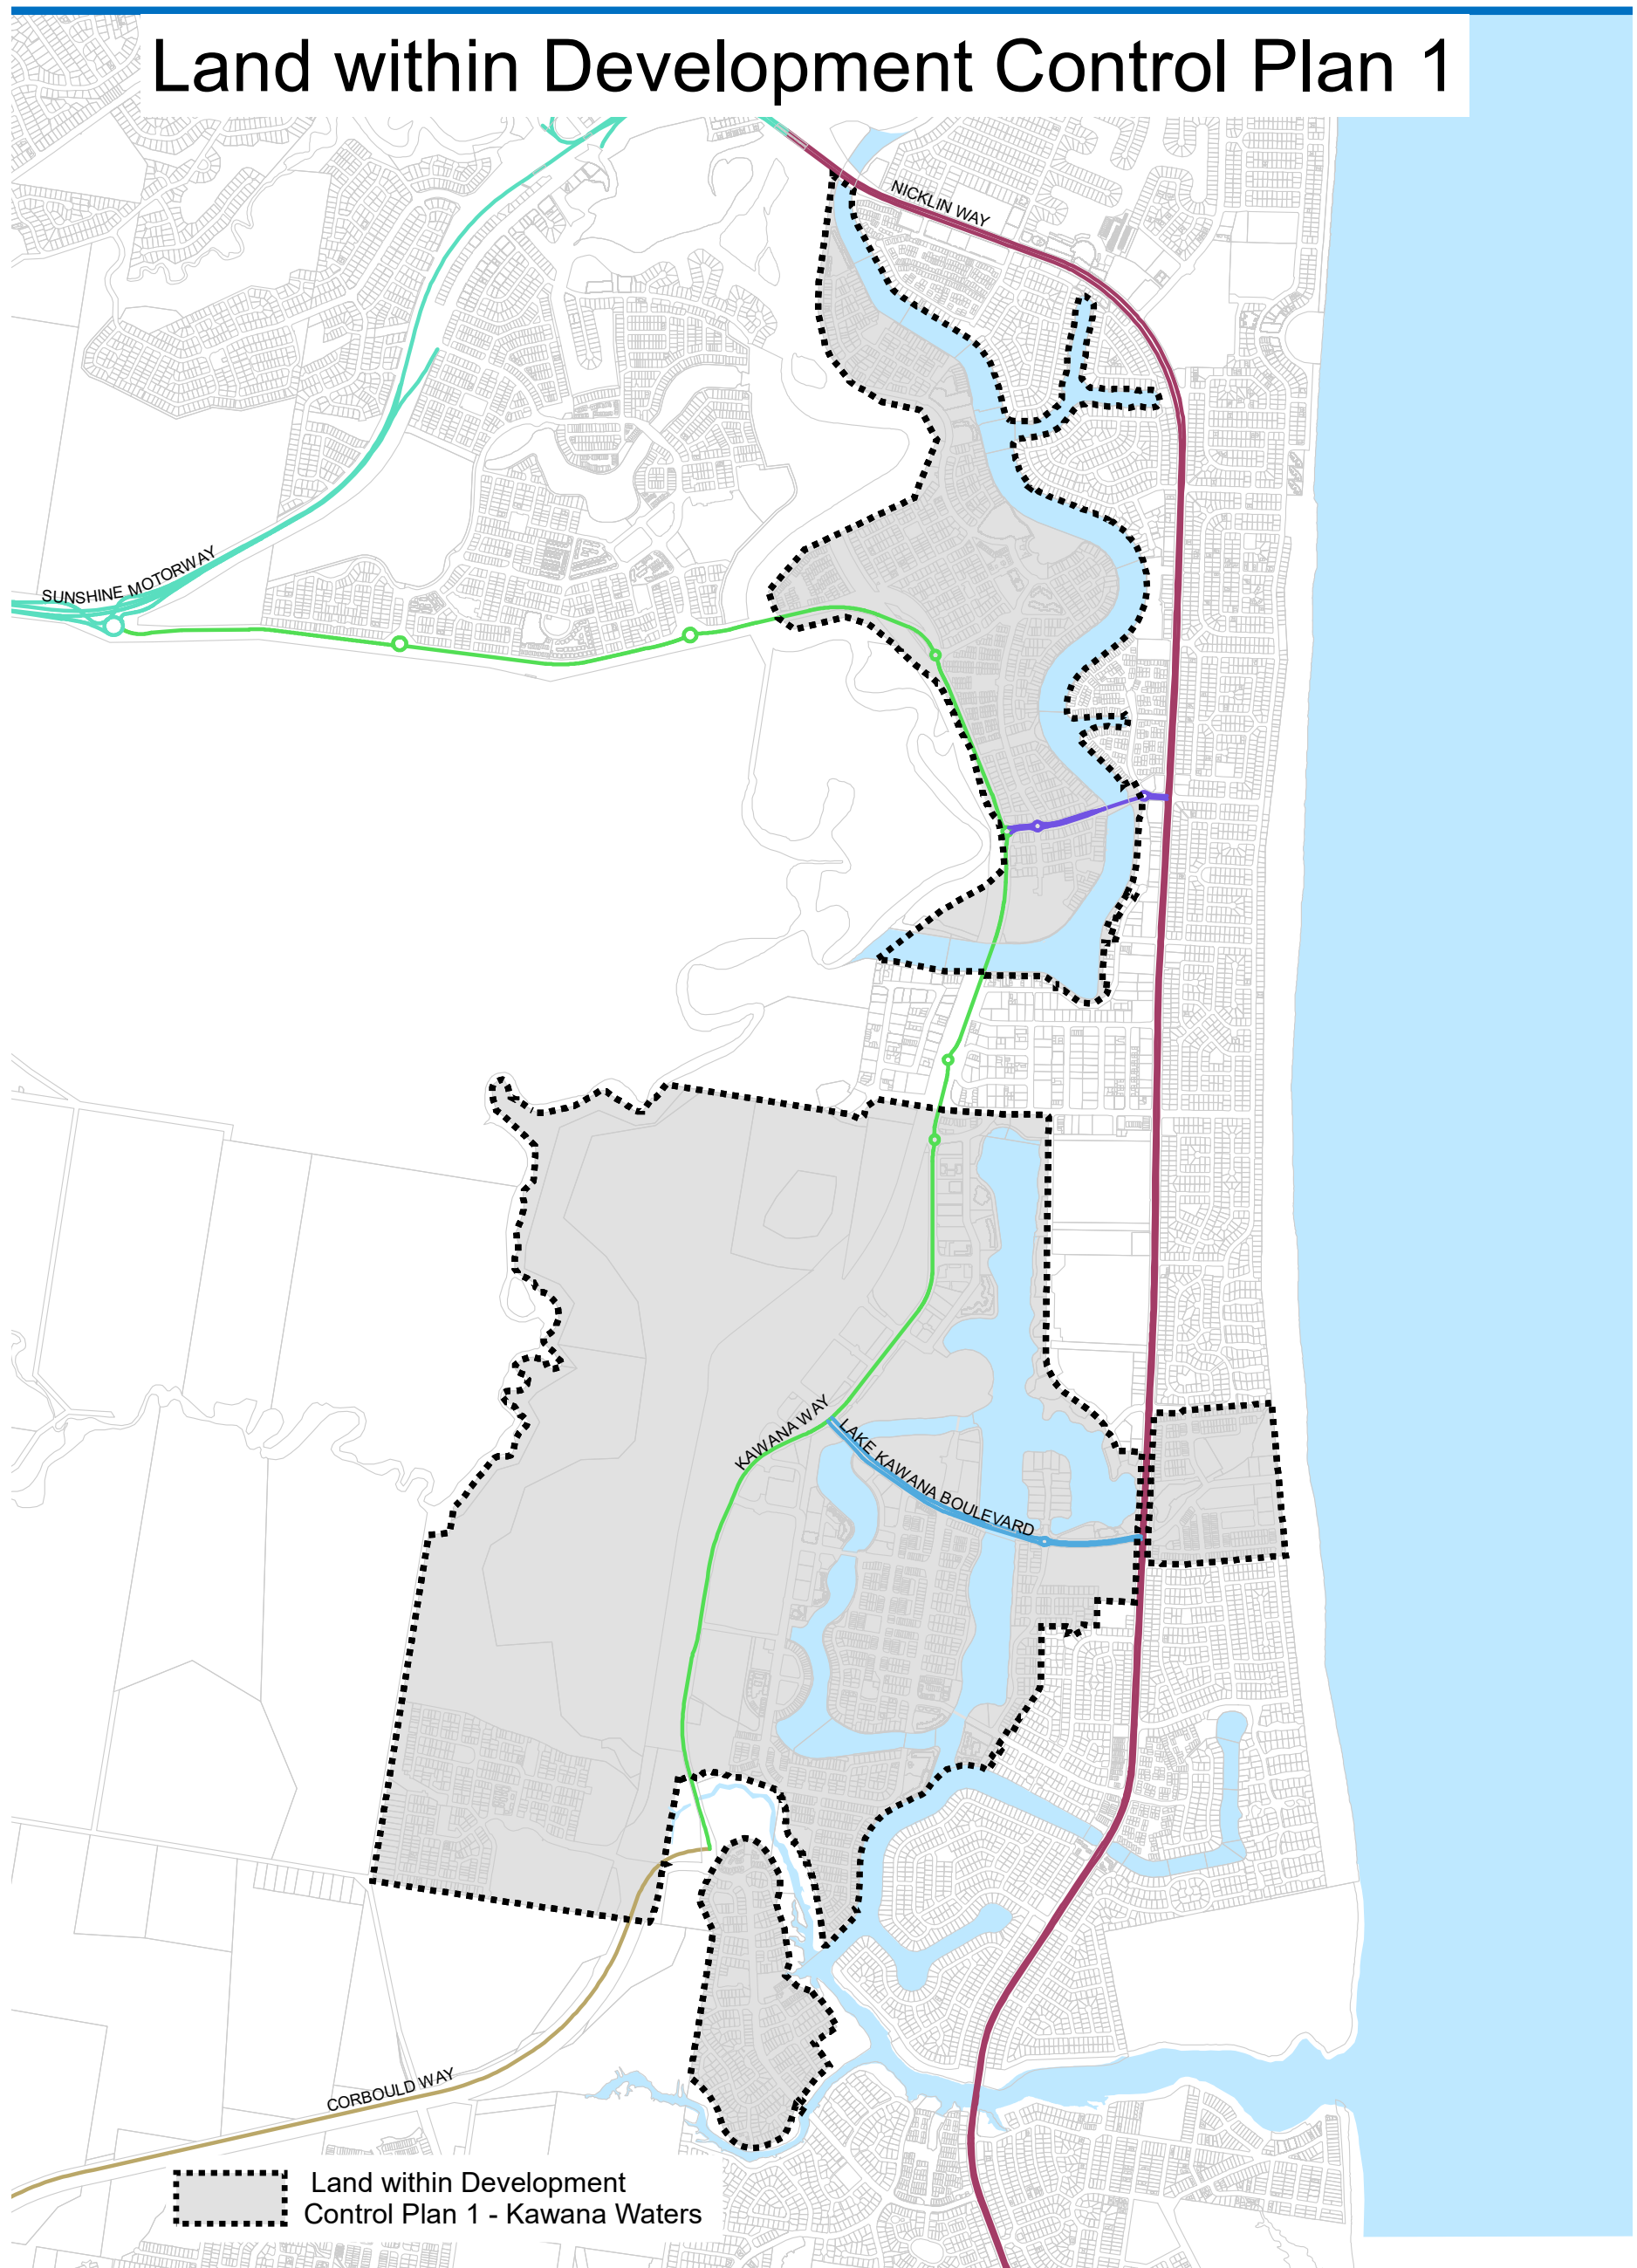 Land within Development Control Plan 1
NICKLIN WAY
SUNSHINE MOTORWAY
KAWANA WAY
LAKE KAWANA BOULEVARD
CORBOULD WAY
Land within Development
Control Plan 1 - Kawana Waters